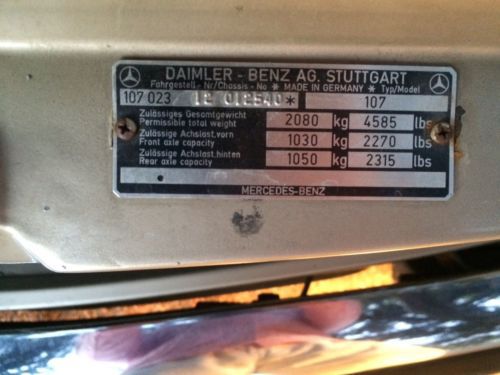 DAIMLER - BENZ AG. STUTTGART
Fahrgestell - Nr/Chassis - No * MADE IN GERMANY * Typ/Model
107 023 12 012540 * 107
Zulässiges Gesamtgewicht
Permissible total weight 2080 kg 4585 lbs
Zulässige Achslast.vorn
Front axle capacity 1030 kg 2270 lbs
Zulässige Achslast.hinten
Rear axle capacity 1050 kg 2315 lbs
MERCEDES-BENZ